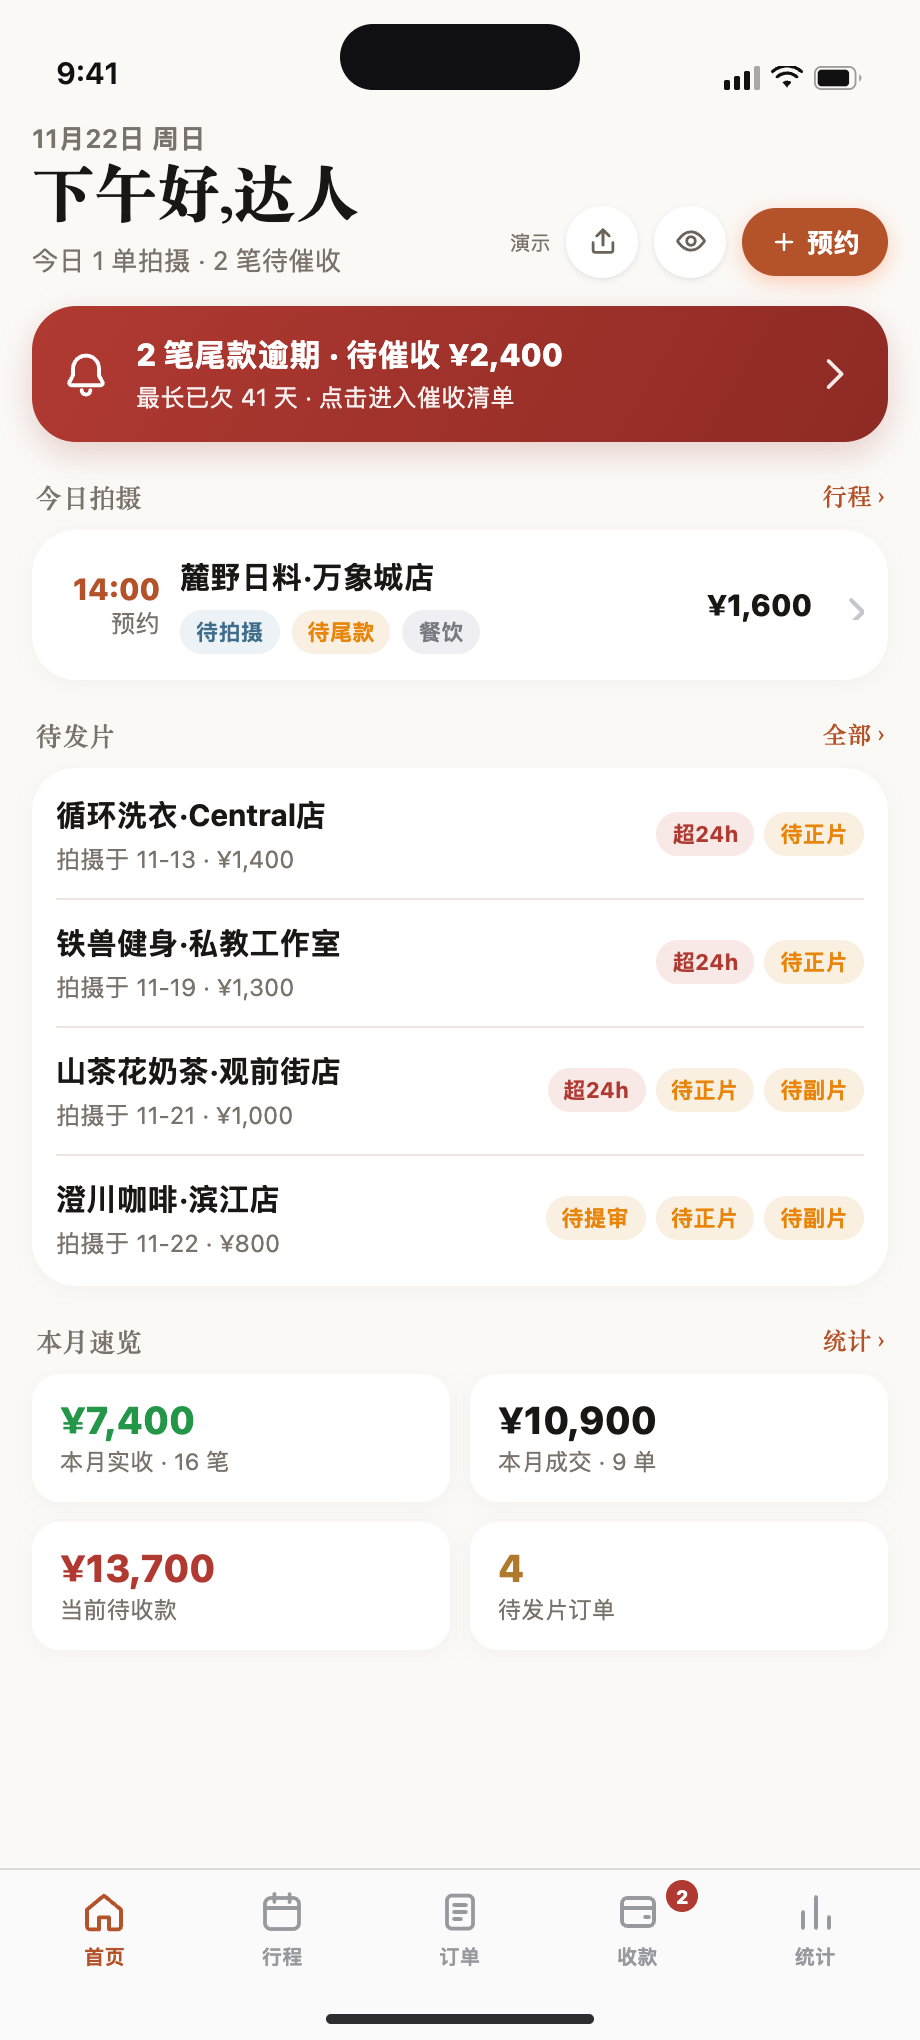 9:41
11月22日 周日
下午好,达人
今日 1 单拍摄 · 2 笔待催收
演示
预约
2 笔尾款逾期 · 待催收 ¥2,400
最长已欠 41 天 · 点击进入催收清单
今日拍摄
行程 ›
14:00
预约
麓野日料·万象城店
待拍摄
待尾款
餐饮
¥1,600
待发片
全部 ›
循环洗衣·Central店
拍摄于 11-13 · ¥1,400
超24h
待正片
铁兽健身·私教工作室
拍摄于 11-19 · ¥1,300
超24h
待正片
山茶花奶茶·观前街店
拍摄于 11-21 · ¥1,000
超24h
待正片
待副片
澄川咖啡·滨江店
拍摄于 11-22 · ¥800
待提审
待正片
待副片
本月速览
统计 ›
¥7,400
本月实收 · 16 笔
¥10,900
本月成交 · 9 单
¥13,700
当前待收款
4
待发片订单
首页
行程
订单
2
收款
统计